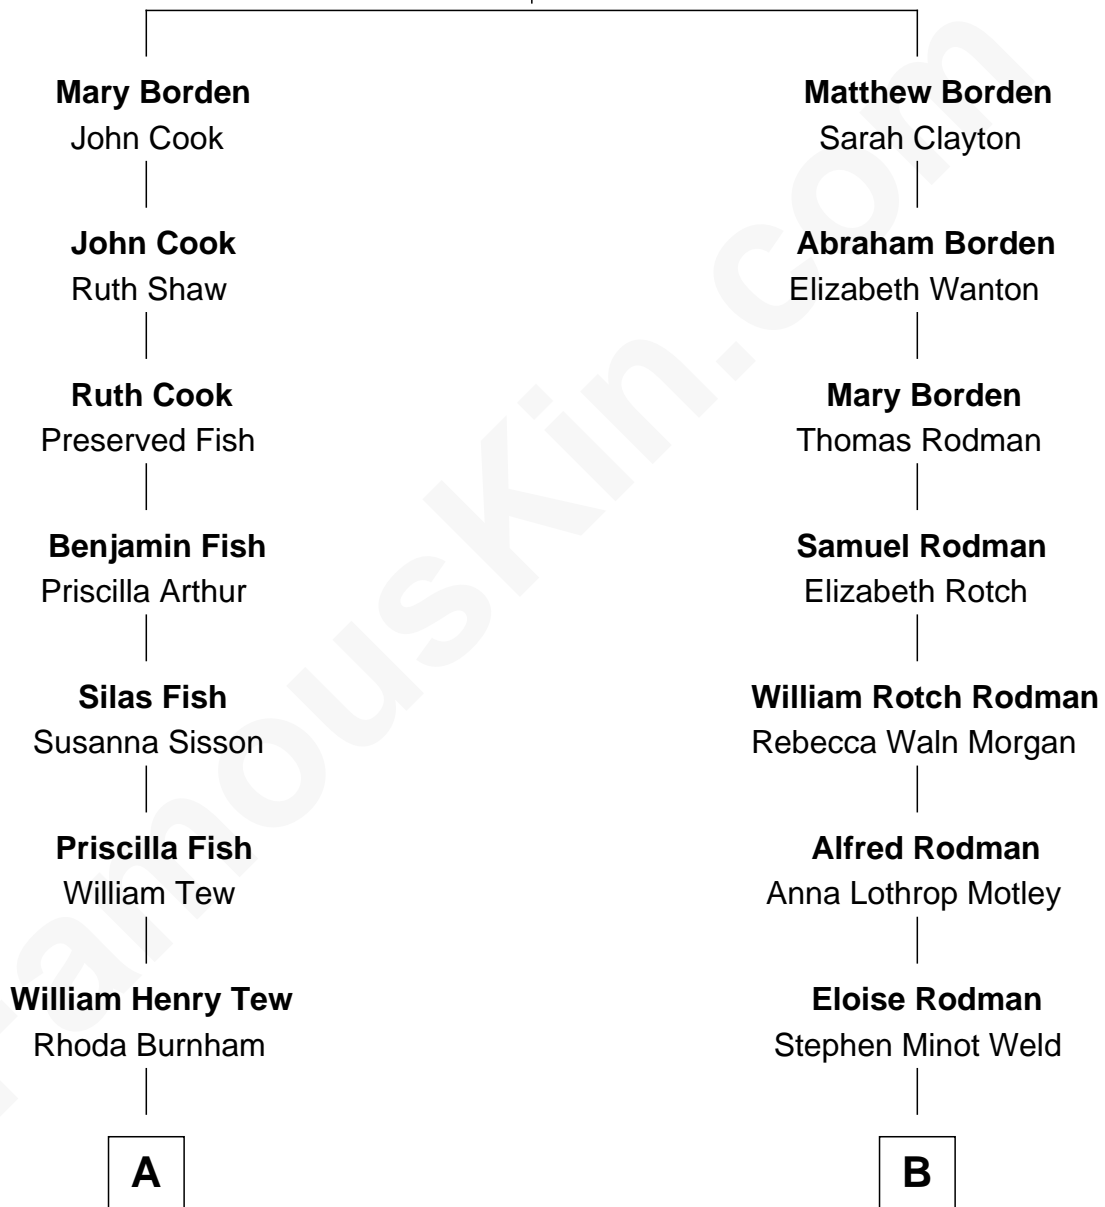 Mary Borden
John Cook
John Cook
Ruth Shaw
Ruth Cook
Preserved Fish
Benjamin Fish
Priscilla Arthur
Silas Fish
Susanna Sisson
Priscilla Fish
William Tew
William Henry Tew
Rhoda Burnham
A
Matthew Borden
Sarah Clayton
Abraham Borden
Elizabeth Wanton
Mary Borden
Thomas Rodman
Samuel Rodman
Elizabeth Rotch
William Rotch Rodman
Rebecca Waln Morgan
Alfred Rodman
Anna Lothrop Motley
Eloise Rodman
Stephen Minot Weld
B
FamousKin.com